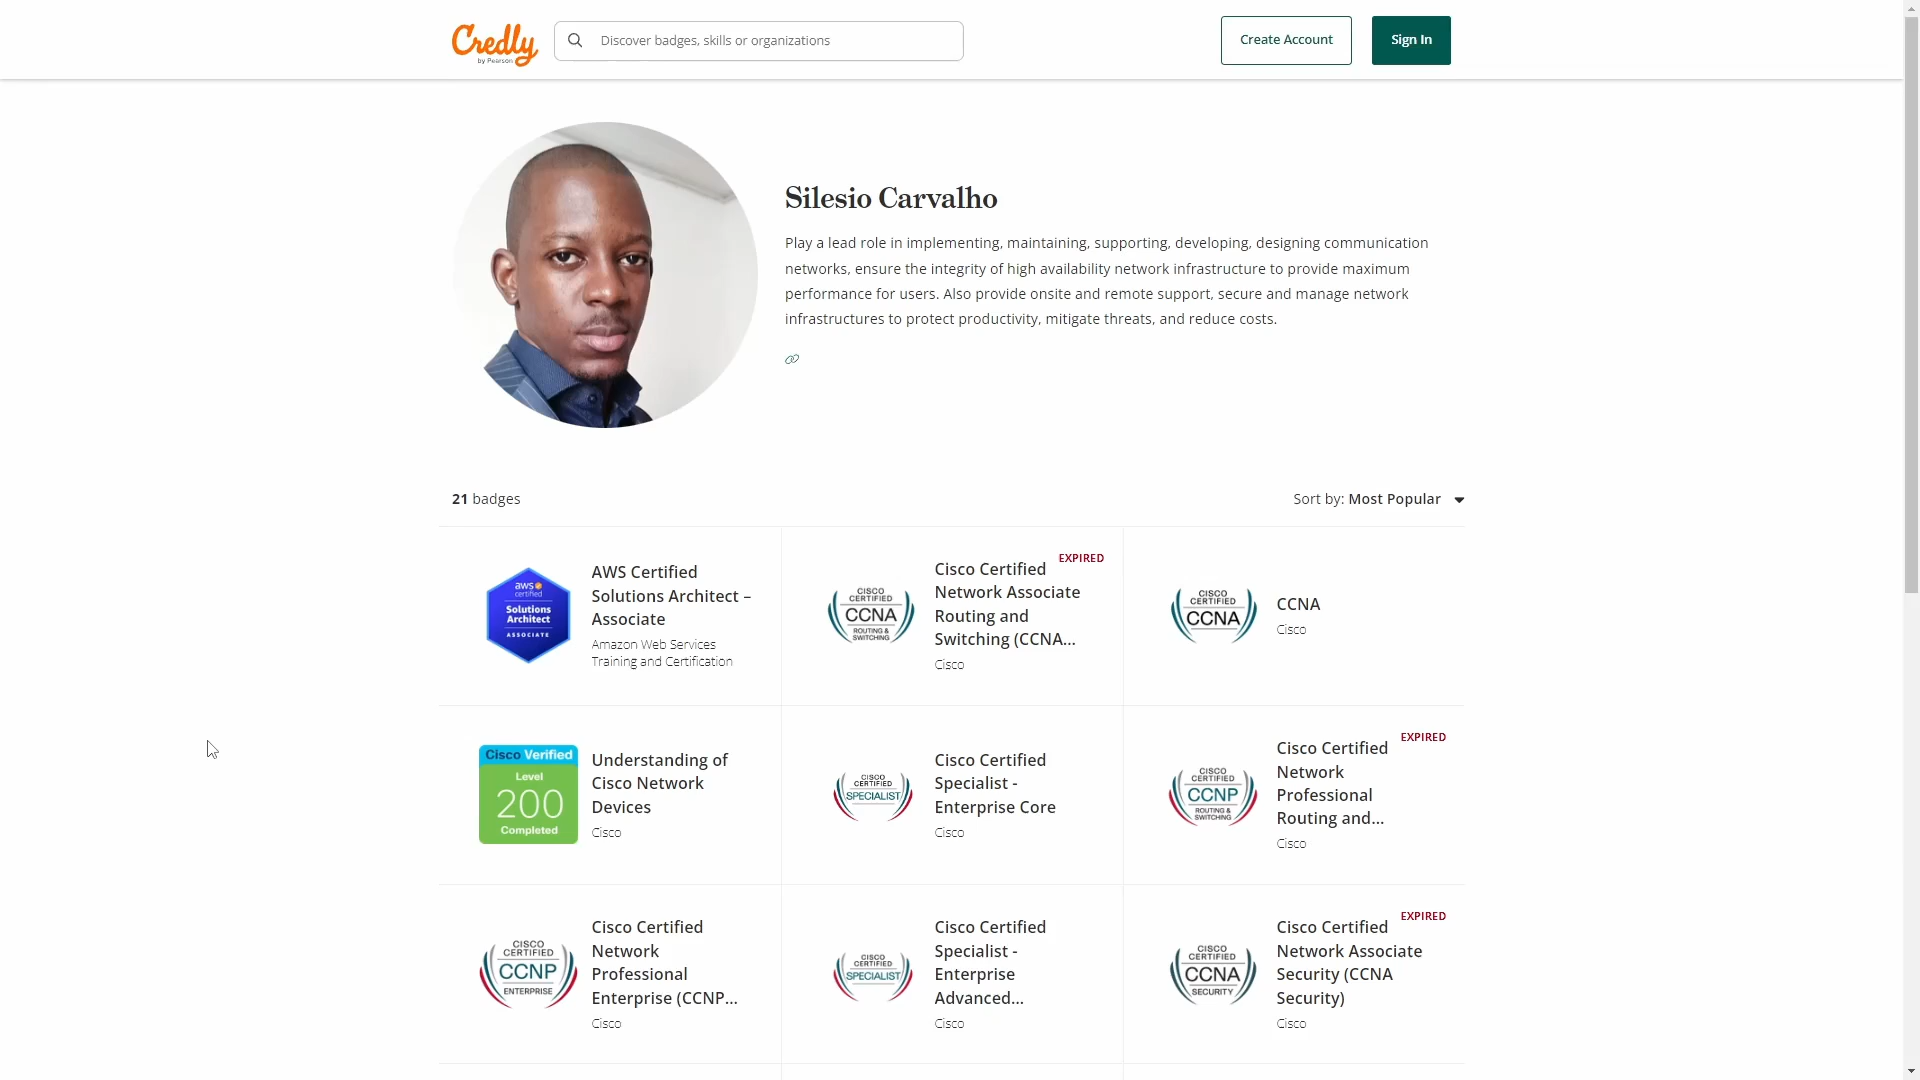 Credly
by Pearson
Discover badges, skills or organizations
Create Account
Sign In
Silesio Carvalho
Play a lead role in implementing, maintaining, supporting, developing, designing communication
networks, ensure the integrity of high availability network infrastructure to provide maximum
performance for users. Also provide onsite and remote support, secure and manage network
infrastructures to protect productivity, mitigate threats, and reduce costs.
21 badges
Sort by: Most Popular
aws
certified
Solutions
Architect
ASSOCIATE
AWS Certified
Solutions Architect –
Associate
Amazon Web Services
Training and Certification
EXPIRED
CISCO
CERTIFIED
CCNA
ROUTING &
SWITCHING
Cisco Certified
Network Associate
Routing and
Switching (CCNA...
Cisco
CISCO
CERTIFIED
CCNA
CCNA
Cisco
Cisco Verified
Level
200
Completed
Understanding of
Cisco Network
Devices
Cisco
CISCO
CERTIFIED
SPECIALIST
Cisco Certified
Specialist -
Enterprise Core
Cisco
EXPIRED
CISCO
CERTIFIED
CCNP
ROUTING &
SWITCHING
Cisco Certified
Network
Professional
Routing and...
Cisco
CISCO
CERTIFIED
CCNP
ENTERPRISE
Cisco Certified
Network
Professional
Enterprise (CCNP...
Cisco
CISCO
CERTIFIED
SPECIALIST
Cisco Certified
Specialist -
Enterprise
Advanced...
Cisco
EXPIRED
CISCO
CERTIFIED
CCNA
SECURITY
Cisco Certified
Network Associate
Security (CCNA
Security)
Cisco